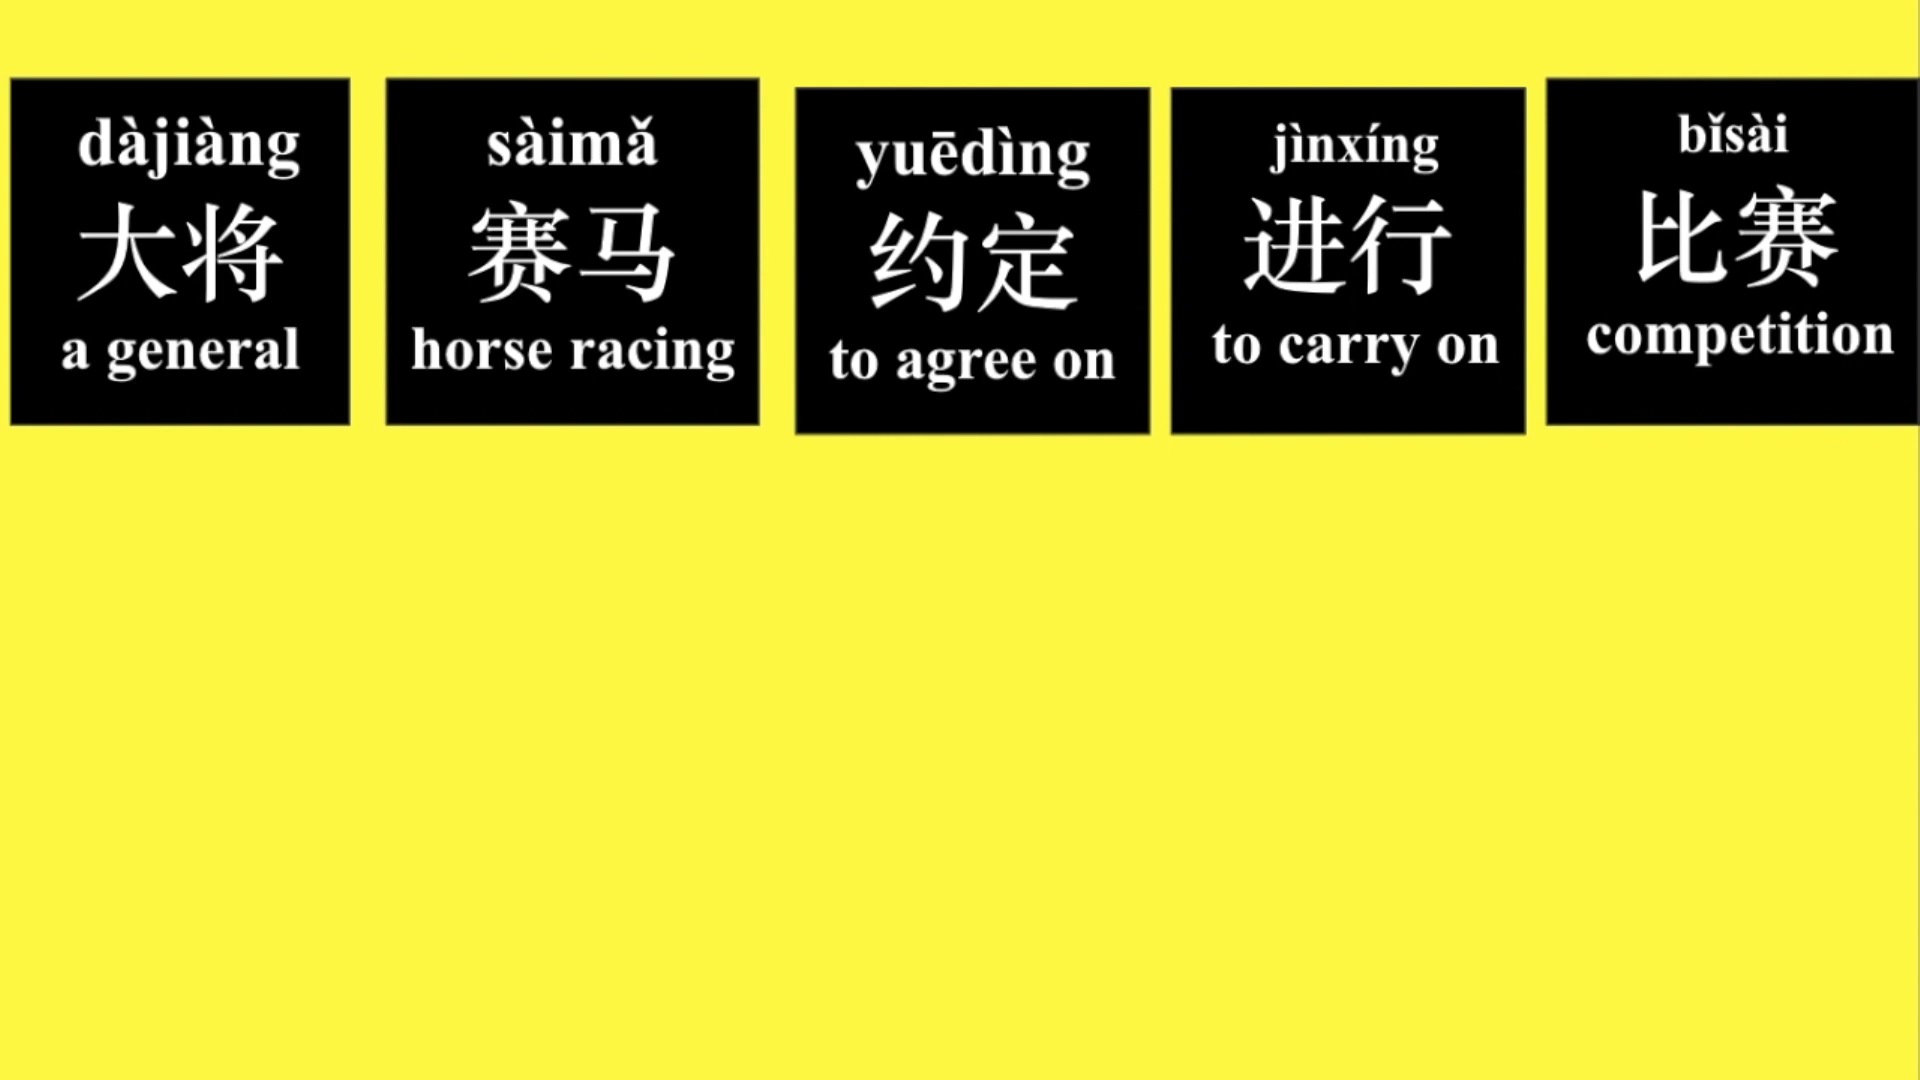 dàjiàng
大将
a general
sàimǎ
赛马
horse racing
yuēdìng
约定
to agree on
jìnxíng
进行
to carry on
bǐsài
比赛
competition